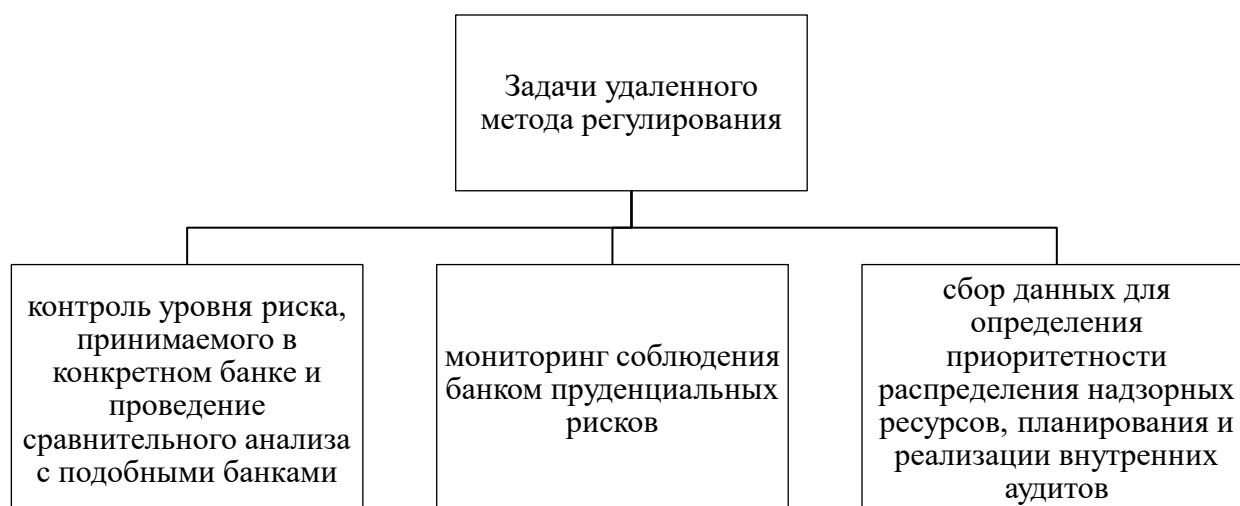 Задачи удаленного
метода регулирования
контроль уровня риска,
принимаемого в
конкретном банке и
проведение
сравнительного анализа
с подобными банками
мониторинг соблюдения
банком пруденциальных
рисков
сбор данных для
определения
приоритетности
распределения надзорных
ресурсов, планирования и
реализации внутренних
аудитов